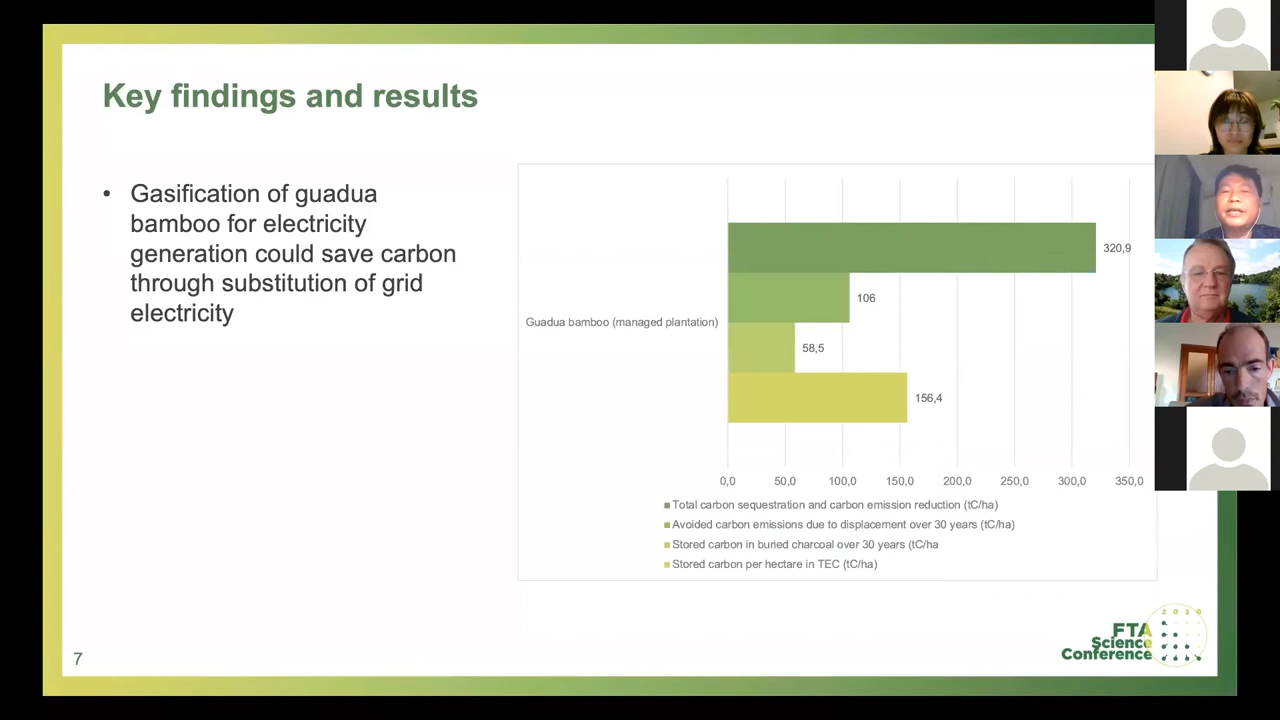 Key findings and results
• Gasification of guadua
bamboo for electricity
generation could save carbon
through substitution of grid
electricity
320,9
106
Guadua bamboo (managed plantation)
58,5
156,4
0,0 50,0 100,0 150,0 200,0 250,0 300,0 350,0
Total carbon sequestration and carbon emission reduction (tC/ha)
Avoided carbon emissions due to displacement over 30 years (tC/ha)
Stored carbon in buried charcoal over 30 years (tC/ha
Stored carbon per hectare in TEC (tC/ha)
2 0 2 0
FTA
Science
Conference
7